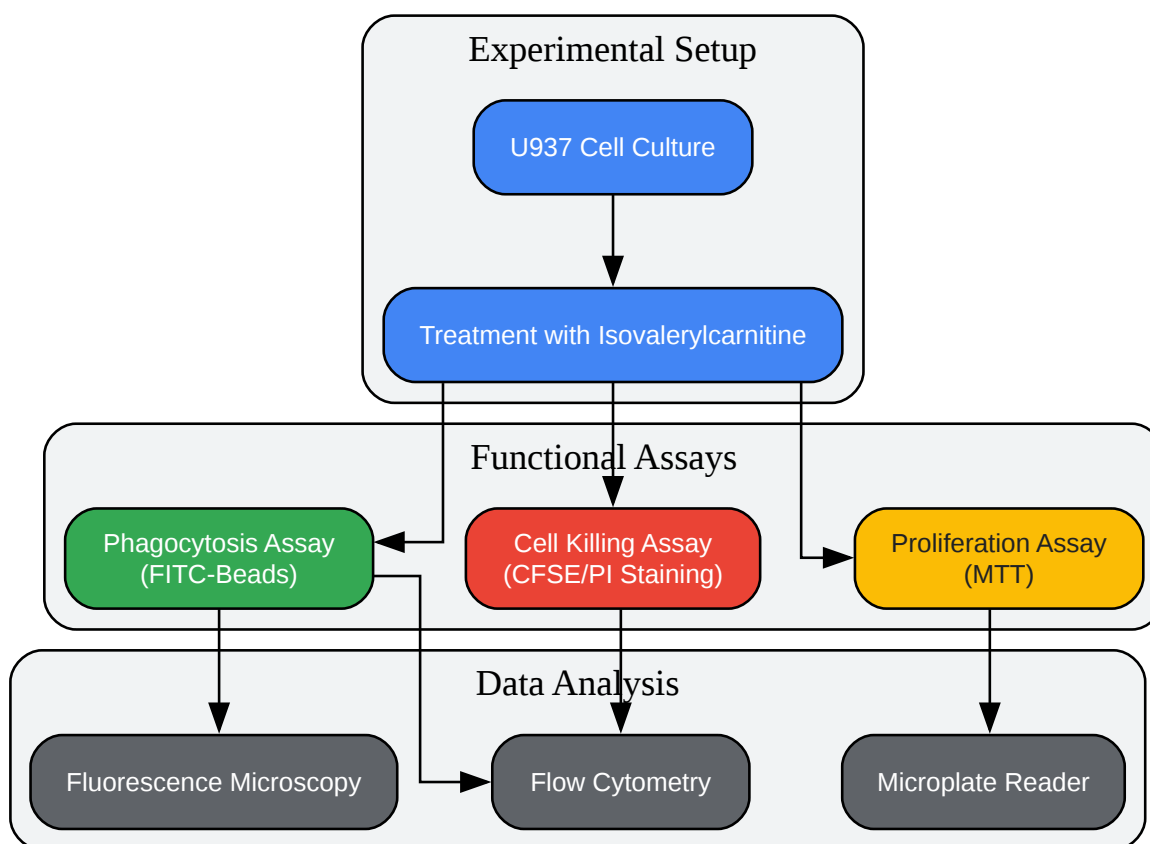 Experimental Setup
U937 Cell Culture
Treatment with Isovalerylcarnitine
Functional Assays
Phagocytosis Assay
(FITC-Beads)
Cell Killing Assay
(CFSE/PI Staining)
Proliferation Assay
(MTT)
Data Analysis
Fluorescence Microscopy
Flow Cytometry
Microplate Reader